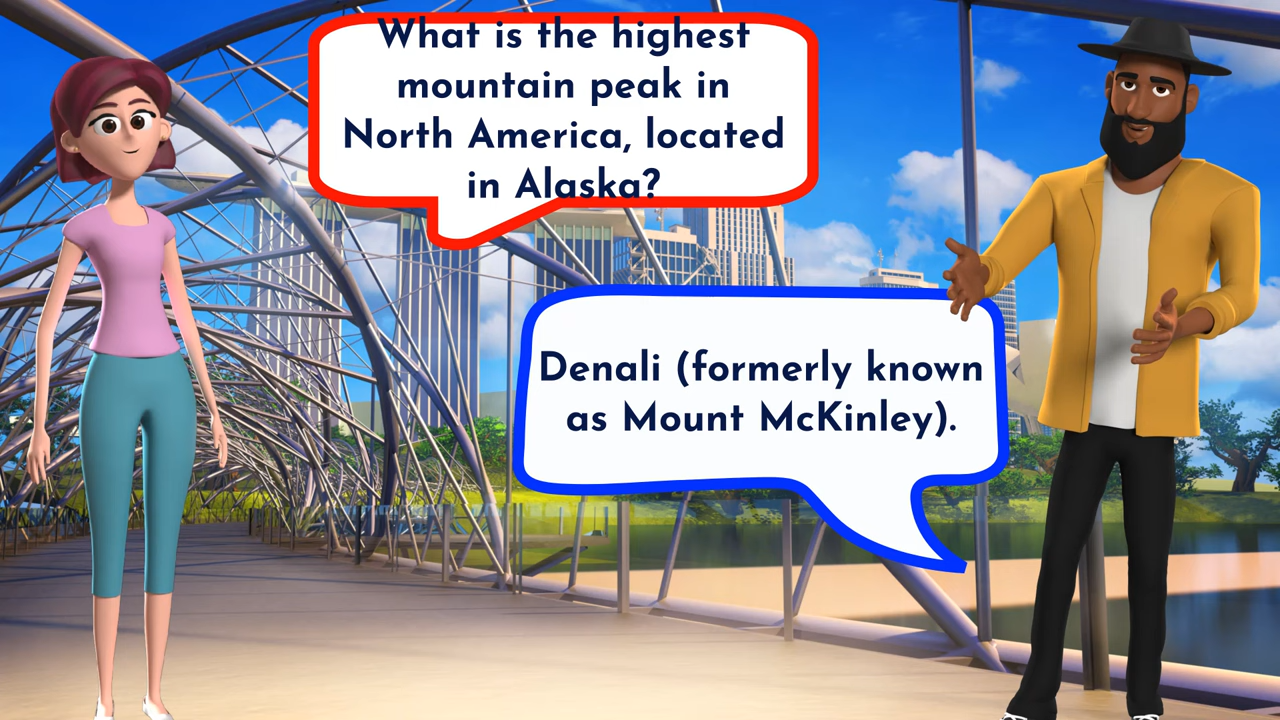 What is the highest
mountain peak in
North America, located
in Alaska?
Denali (formerly known
as Mount McKinley).